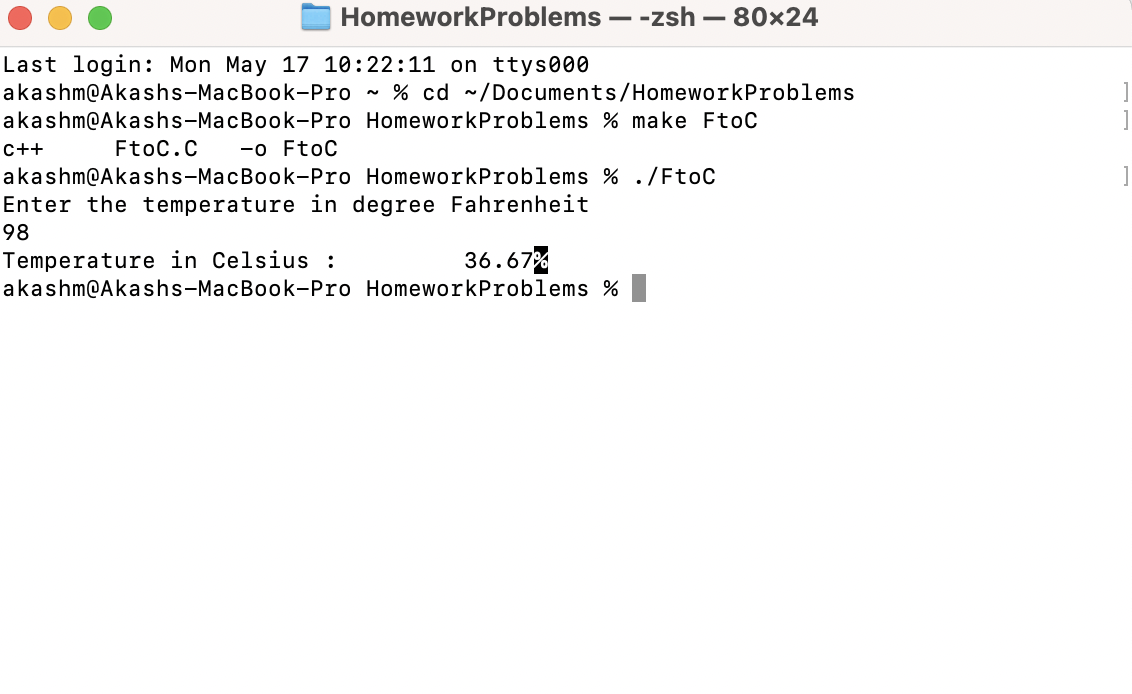 HomeworkProblems — -zsh — 80×24
Last login: Mon May 17 10:22:11 on ttys000
akashm@Akashs-MacBook-Pro ~ % cd ~/Documents/HomeworkProblems ]
akashm@Akashs-MacBook-Pro HomeworkProblems % make FtoC ]
c++     FtoC.C   -o FtoC
akashm@Akashs-MacBook-Pro HomeworkProblems % ./FtoC ]
Enter the temperature in degree Fahrenheit
98
Temperature in Celsius :         36.67%
akashm@Akashs-MacBook-Pro HomeworkProblems %